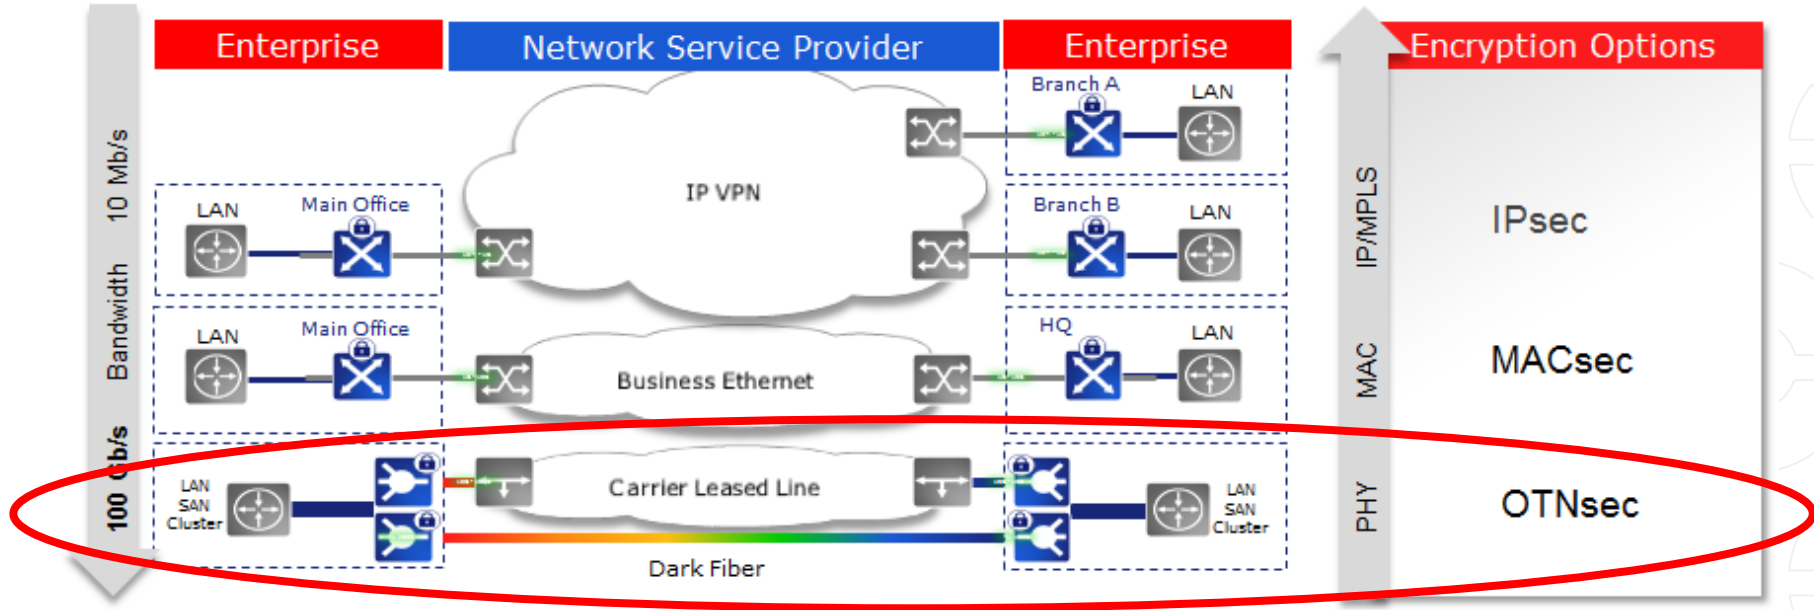 Enterprise
Network Service Provider
Enterprise
Encryption Options
10 Mb/s
Bandwidth
100 Gb/s
Branch A
LAN
IP VPN
LAN
Main Office
Branch B
LAN
IP/MPLS
IPsec
LAN
Main Office
Business Ethernet
HQ
LAN
MAC
MACsec
LAN
SAN
Cluster
Carrier Leased Line
LAN
SAN
Cluster
PHY
OTNsec
Dark Fiber